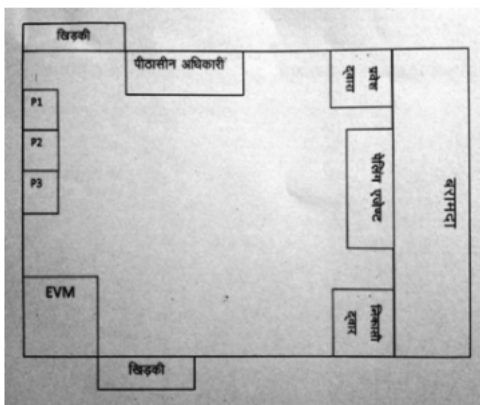 खिड़की
पीठासीन अधिकारी
प्रवेश
द्वार
P1
P2
P3
पोलिंग एजेण्ट
बरामदा
EVM
निकासी
द्वार
खिड़की